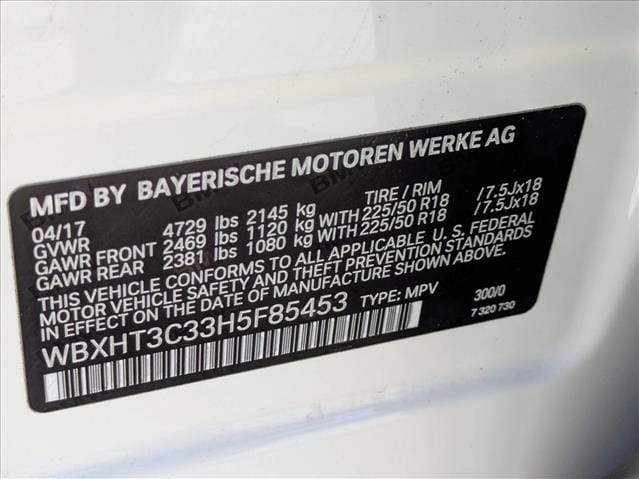 MFD BY BAYERISCHE MOTOREN WERKE AG
04/17 TIRE / RIM
GVWR 4729 lbs 2145 kg
GAWR FRONT 2469 lbs 1120 kg WITH 225/50 R18 /7.5Jx18
GAWR REAR 2381 lbs 1080 kg WITH 225/50 R18 /7.5Jx18
THIS VEHICLE CONFORMS TO ALL APPLICABLE U. S. FEDERAL
MOTOR VEHICLE SAFETY AND THEFT PREVENTION STANDARDS
IN EFFECT ON THE DATE OF MANUFACTURE SHOWN ABOVE.
WBXHT3C33H5F85453 TYPE: MPV 300/0
7 320 730